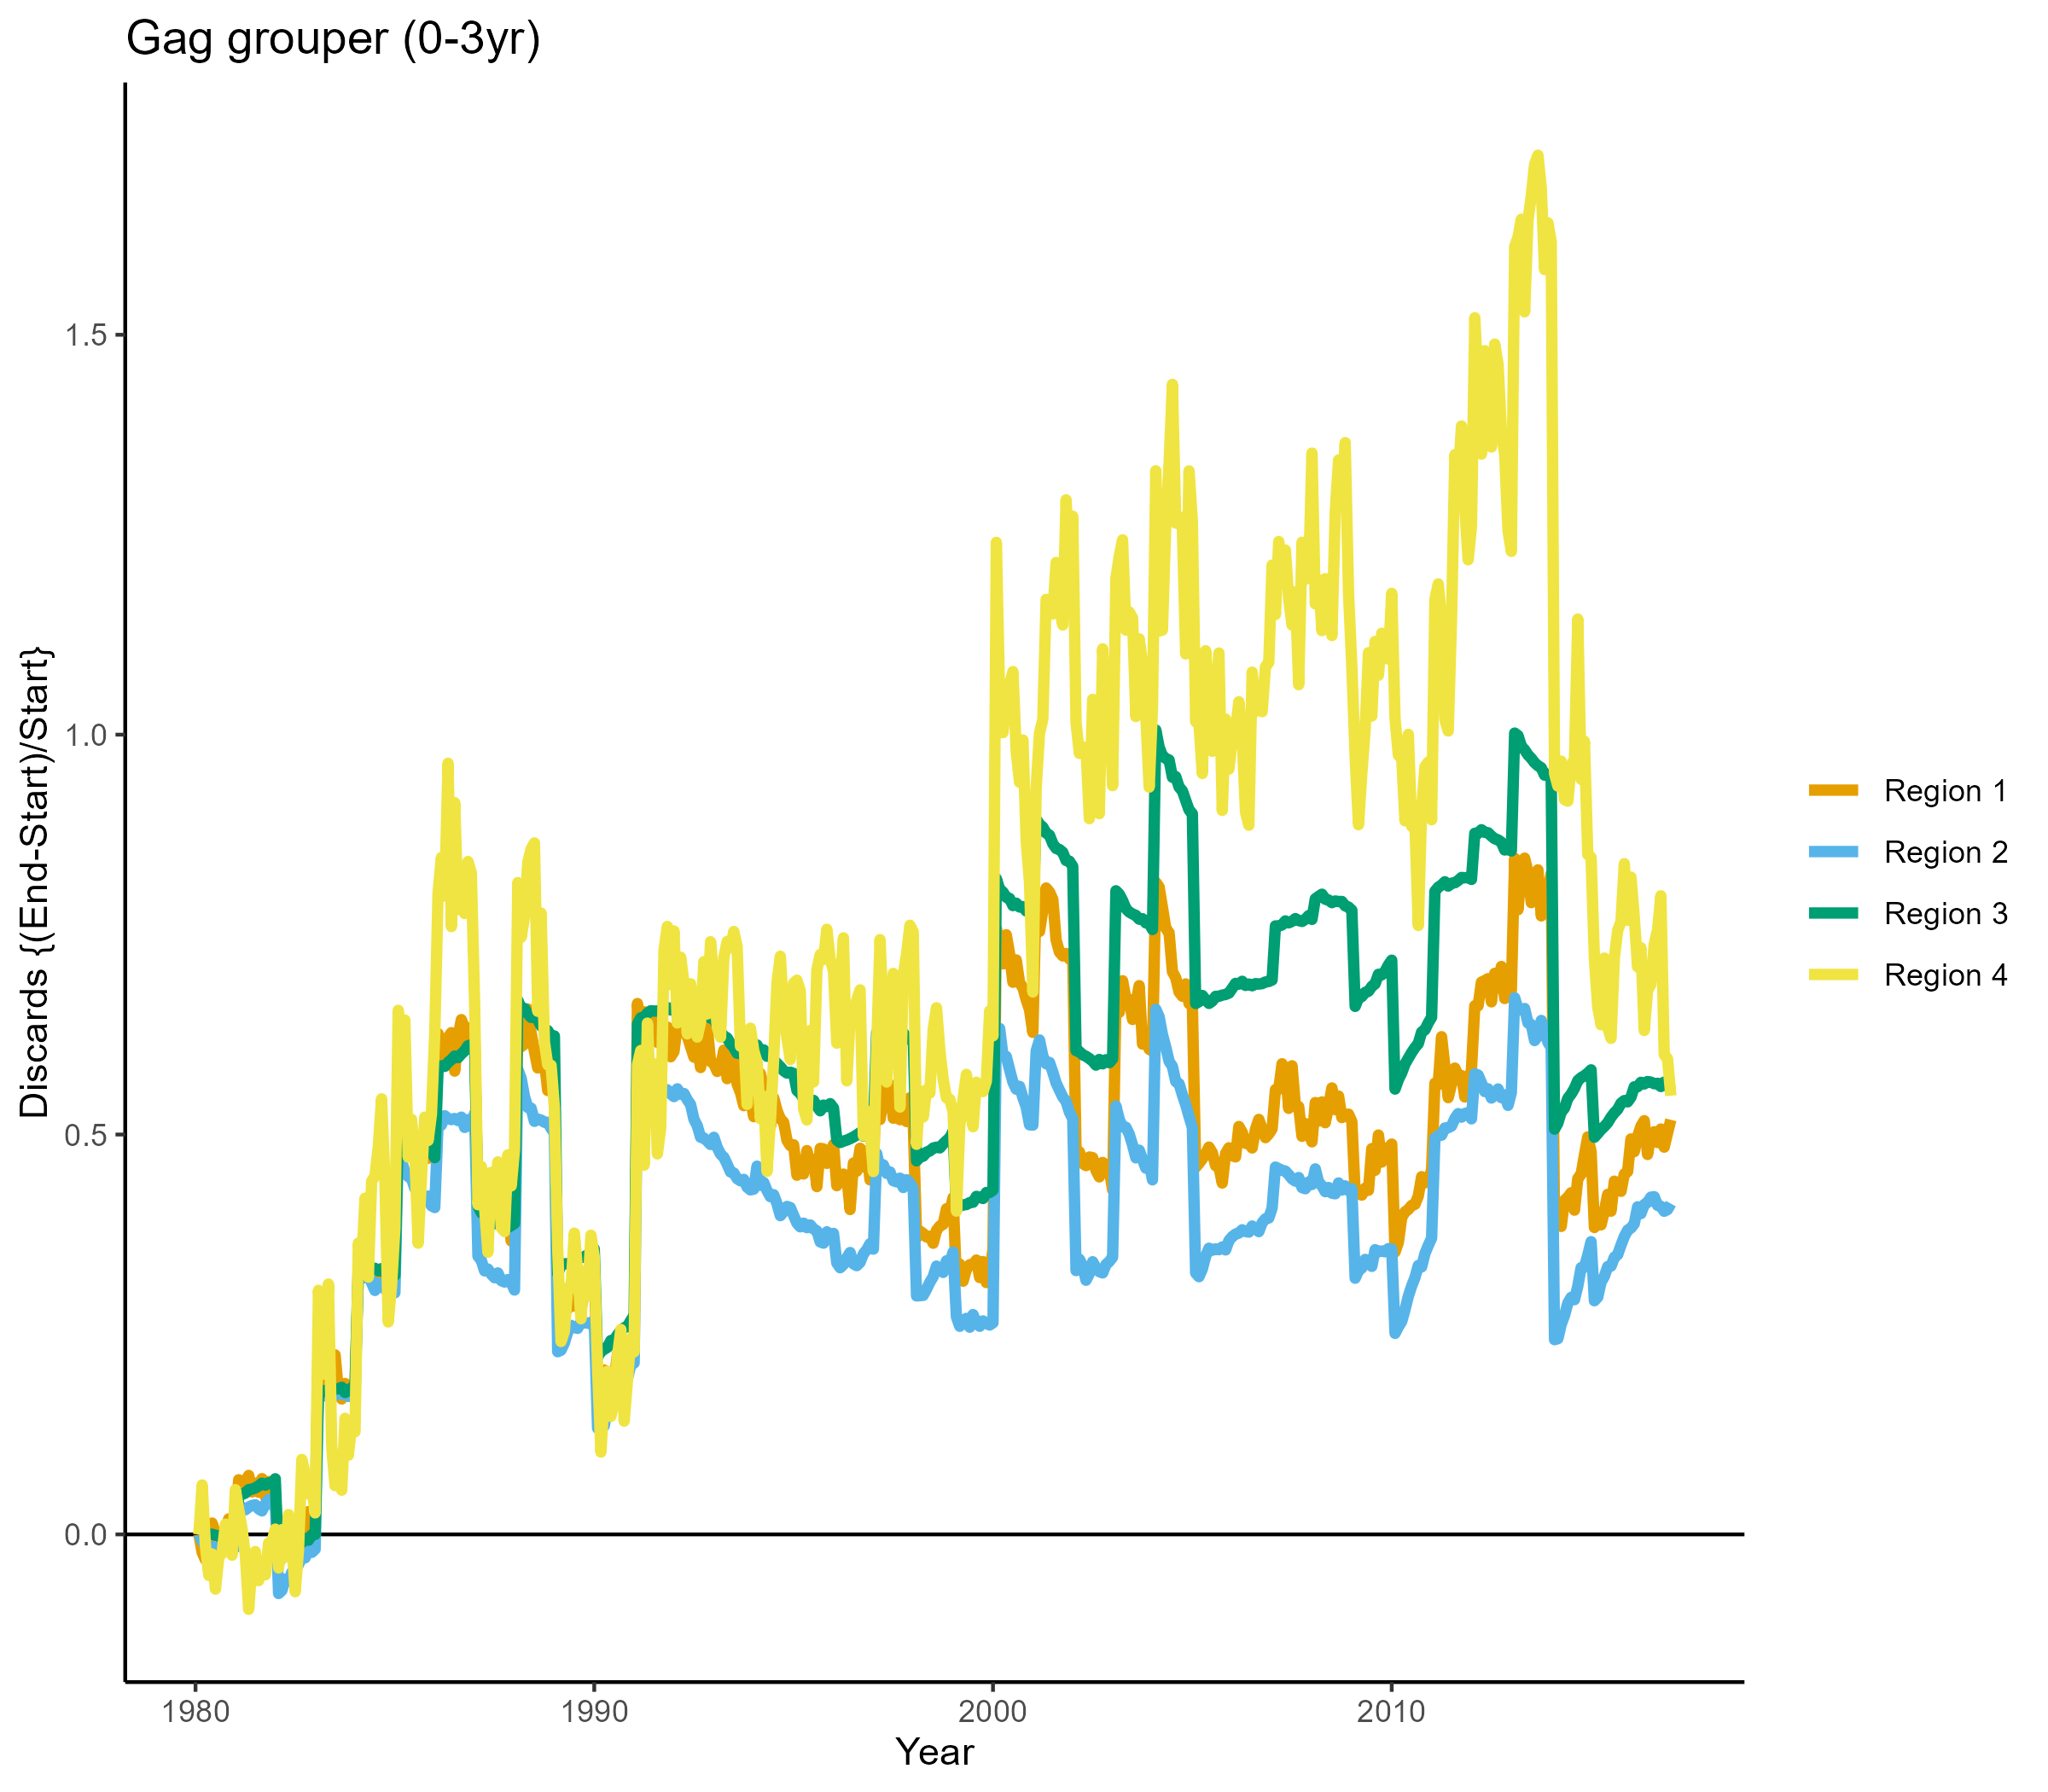 Gag grouper (0-3yr)
Discards {(End-Start)/Start}
1.5
1.0
0.5
0.0
1980
1990
2000
2010
Year
Region 1
Region 2
Region 3
Region 4